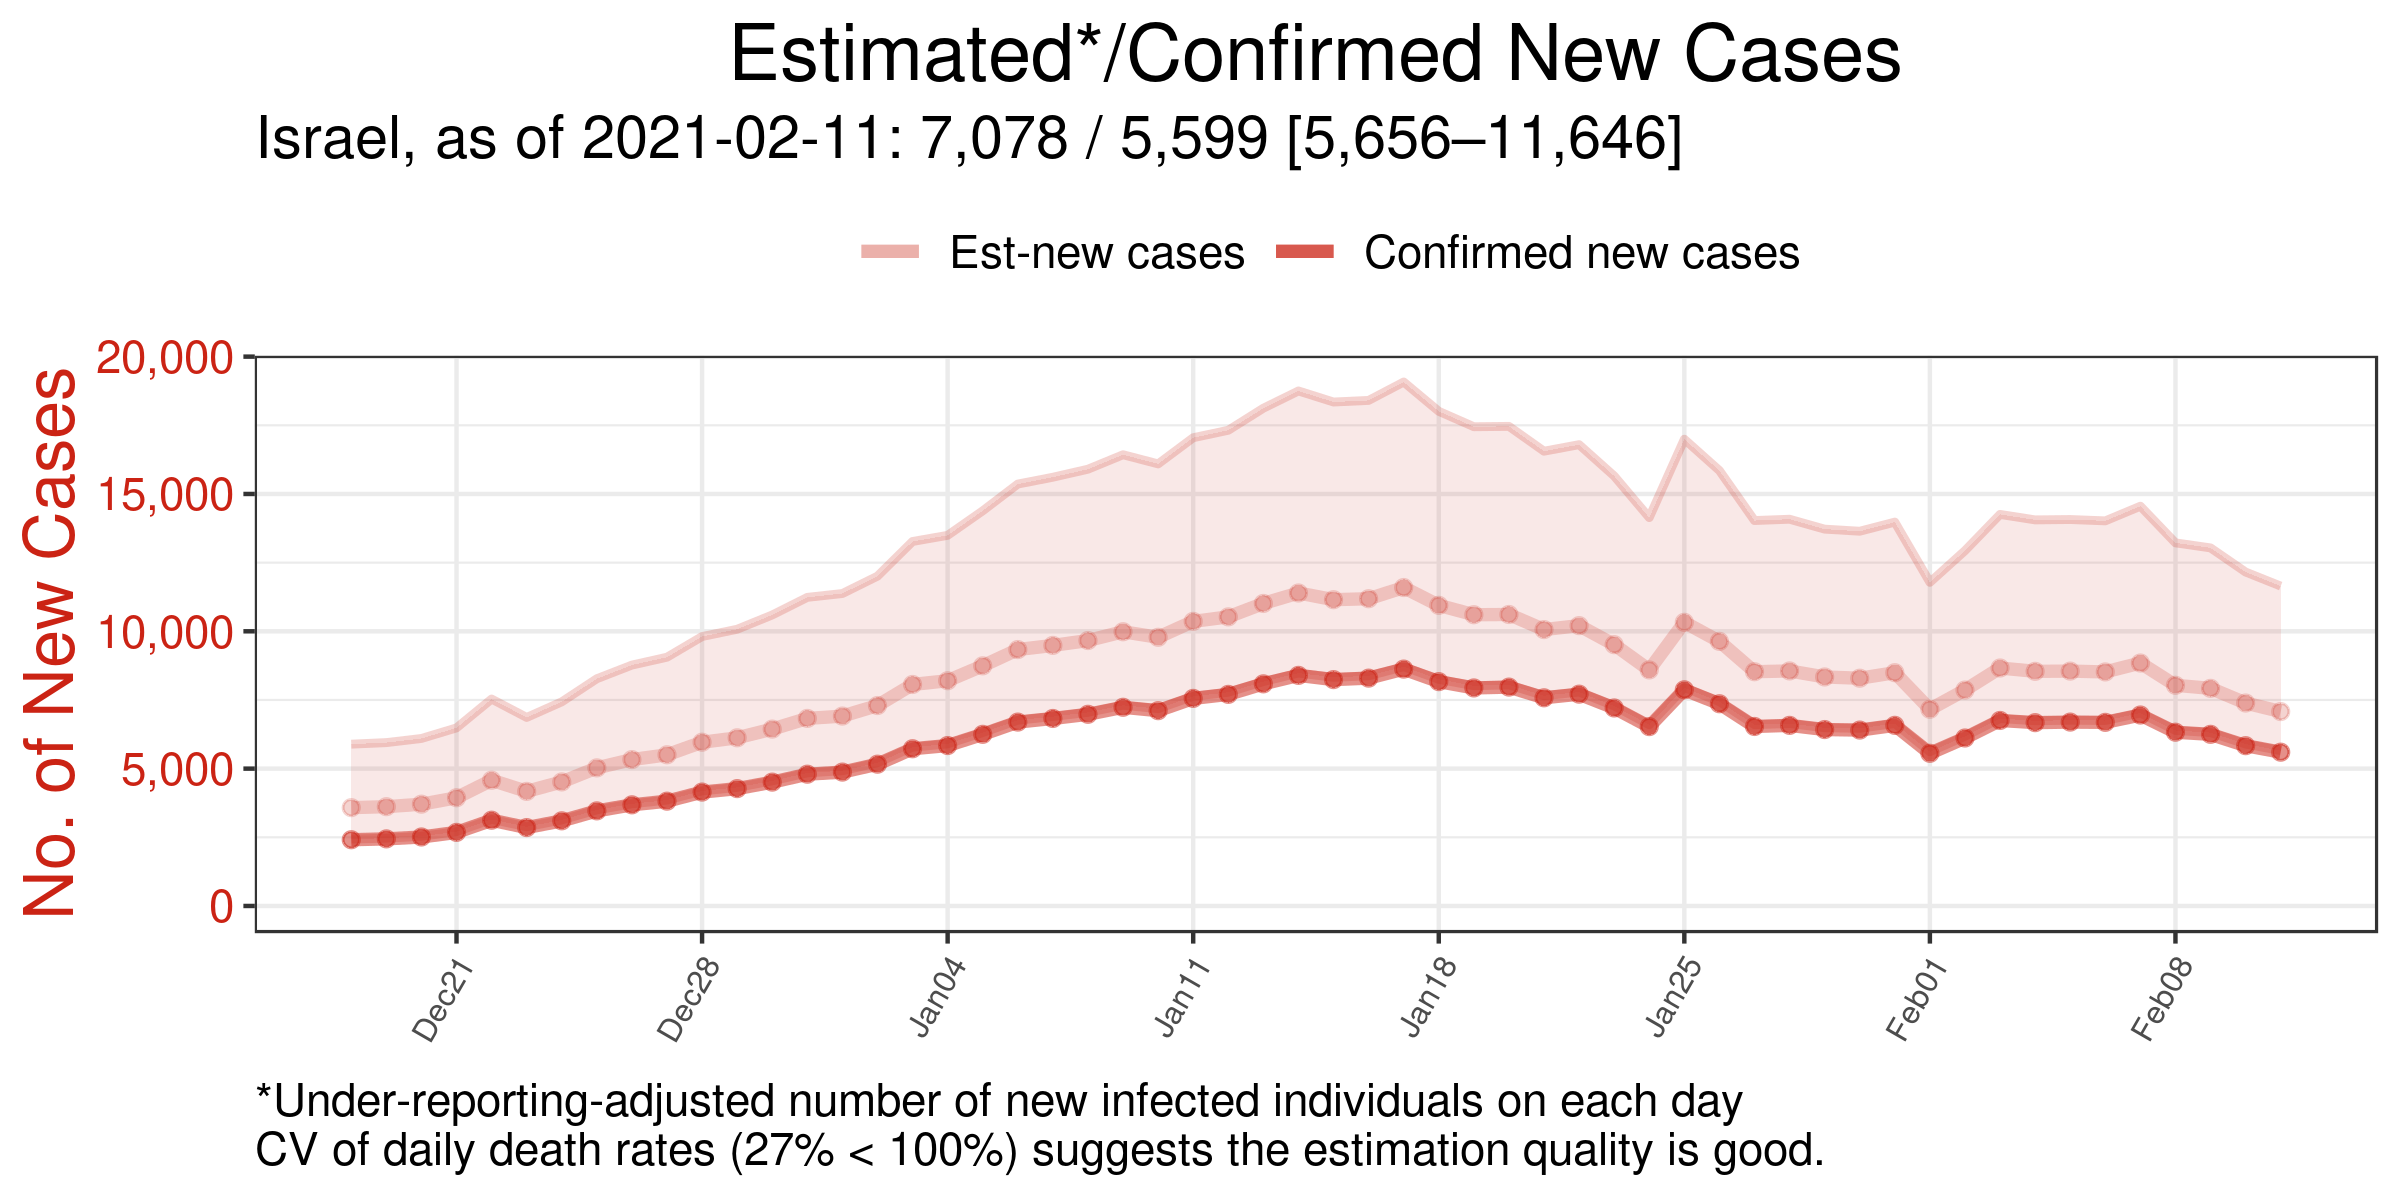 Estimated*/Confirmed New Cases
Israel, as of 2021-02-11: 7,078 / 5,599 [5,656–11,646]
Est-new cases
Confirmed new cases
No. of New Cases
20,000
15,000
10,000
5,000
0
Dec21
Dec28
Jan04
Jan11
Jan18
Jan25
Feb01
Feb08
*Under-reporting-adjusted number of new infected individuals on each day
CV of daily death rates (27% < 100%) suggests the estimation quality is good.